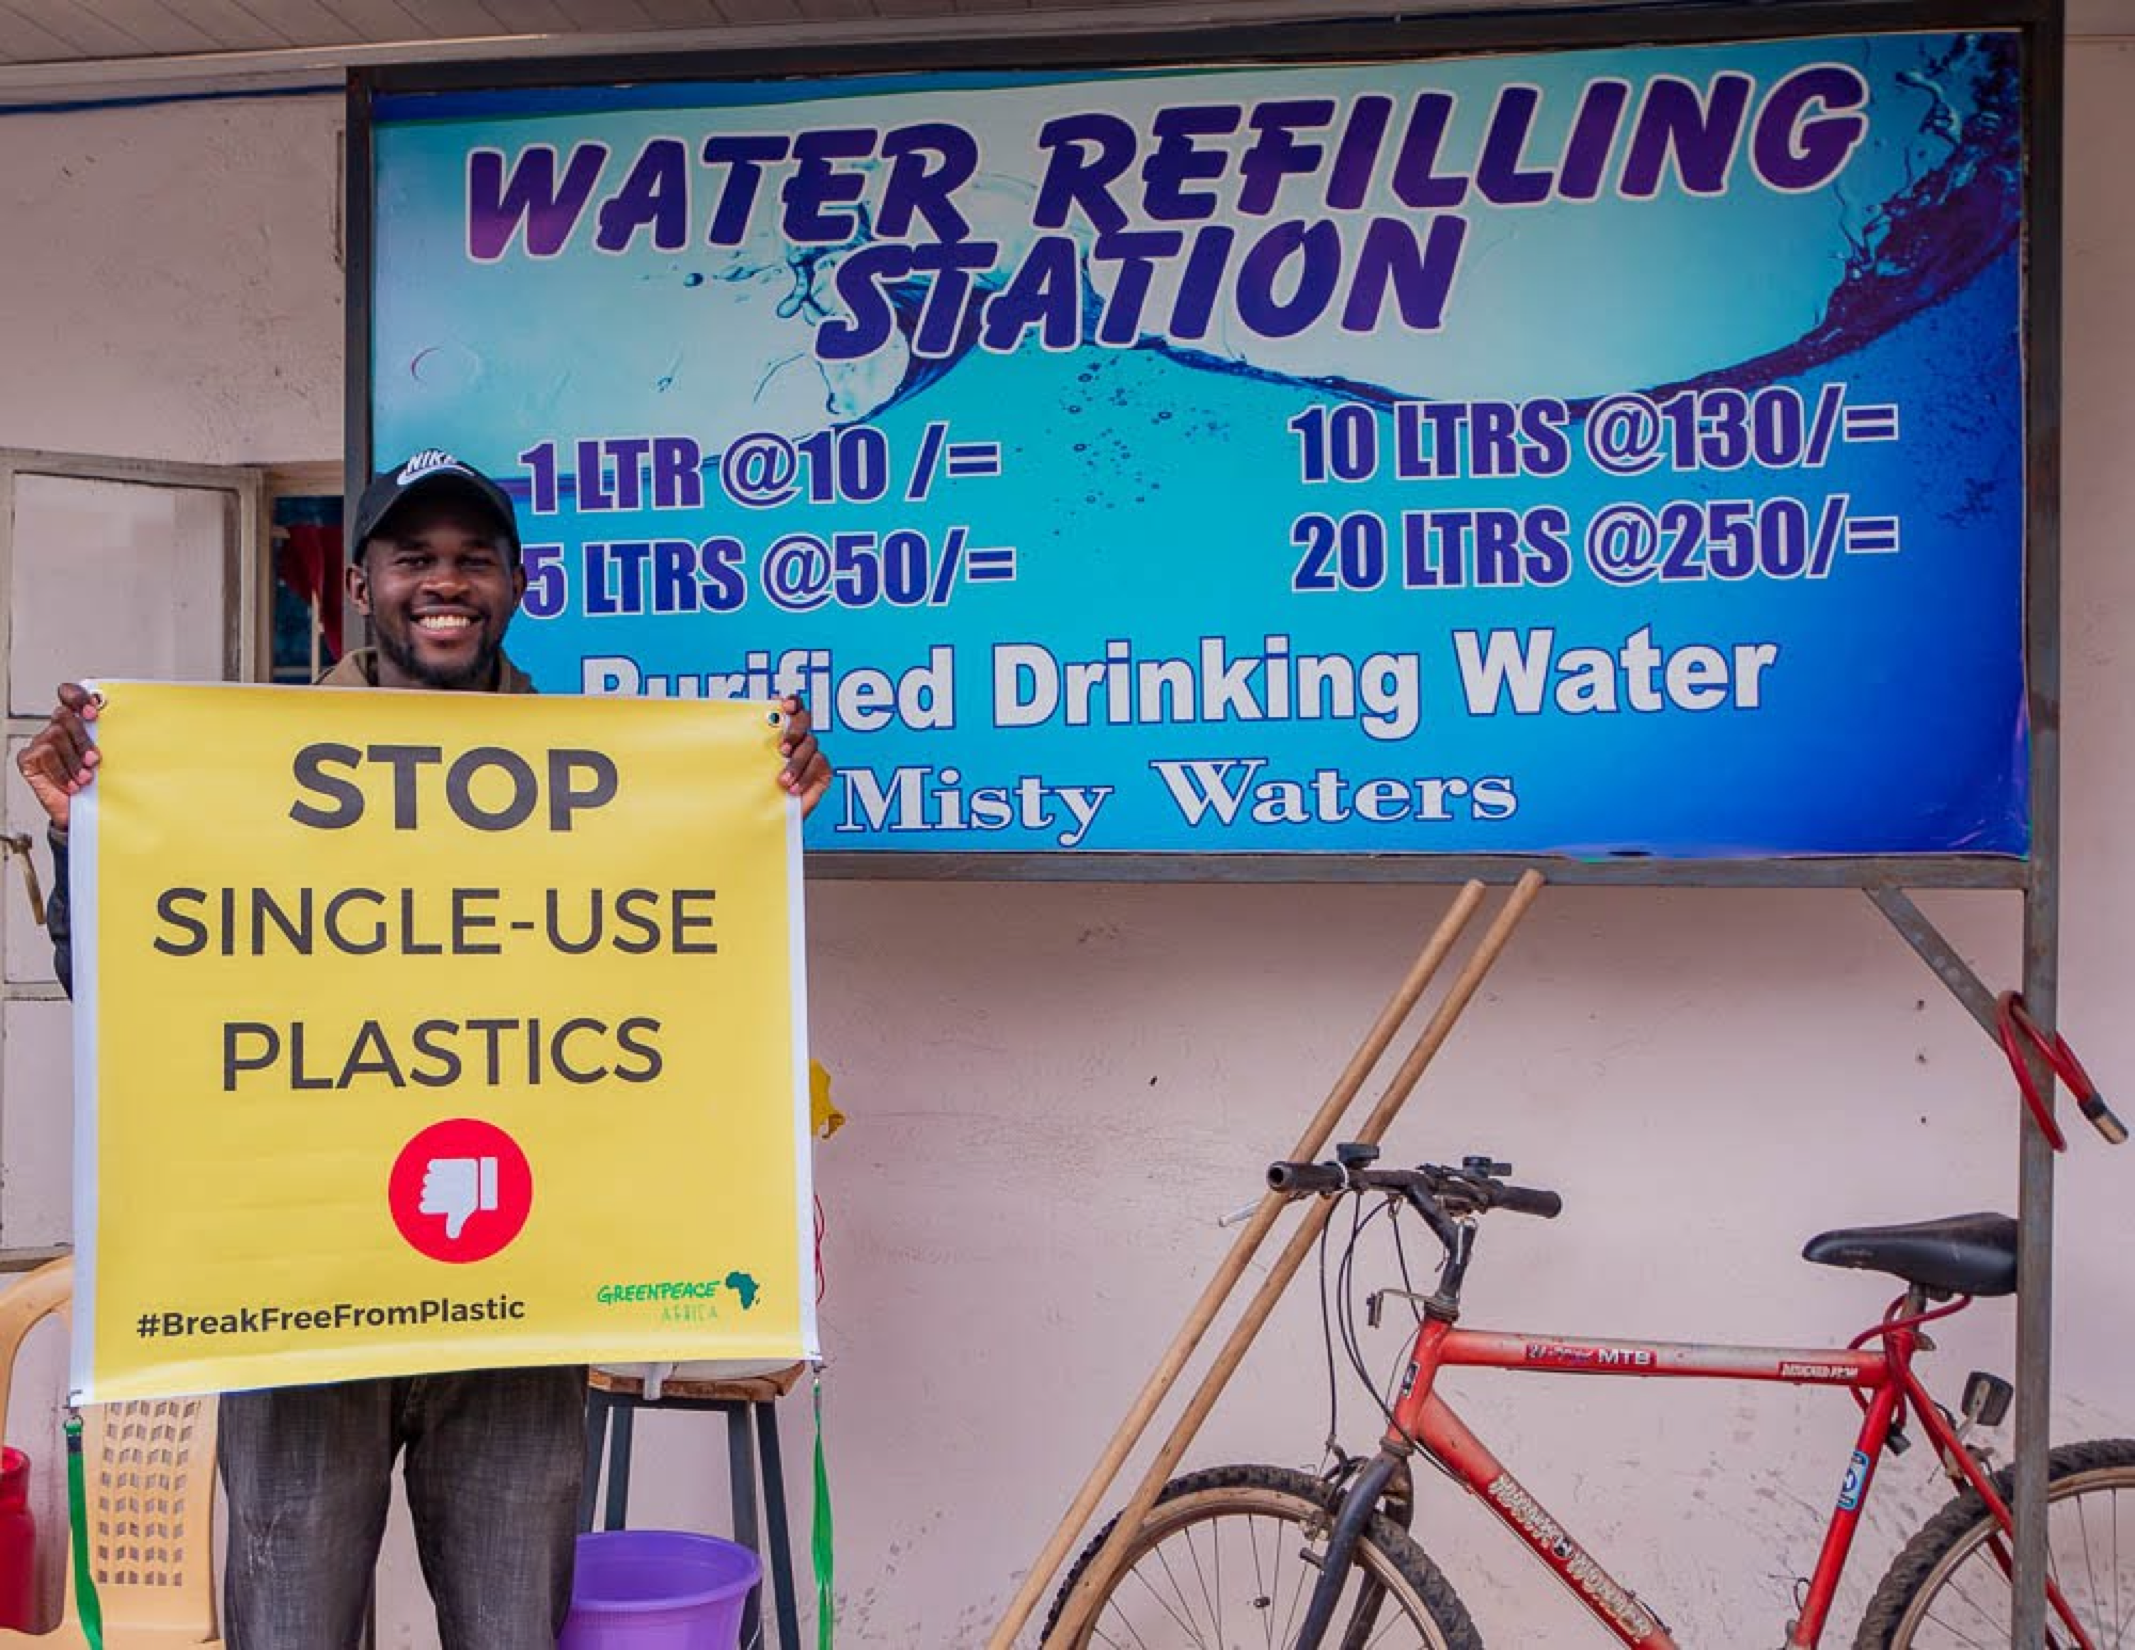 WATER REFILLING
STATION
1 LTR @10 /=
10 LTRS @130/=
5 LTRS @50/=
20 LTRS @250/=
Purified Drinking Water
Misty Waters
NIKE
STOP
SINGLE-USE
PLASTICS
#BreakFreeFromPlastic
GREENPEACE
AFRICA
MTB